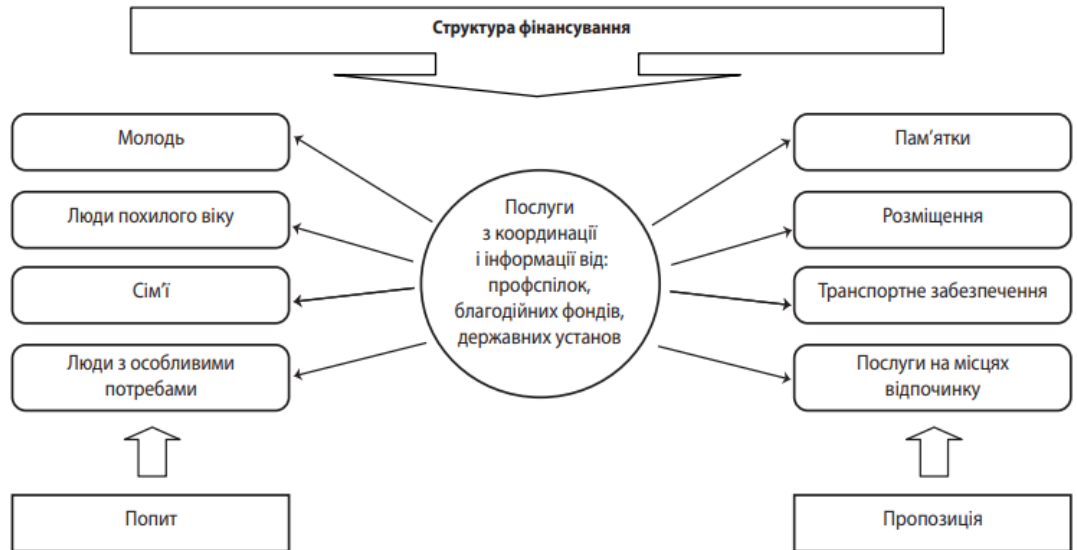 Структура фінансування
Молодь
Люди похилого віку
Сім’ї
Люди з особливими
потребами
Послуги
з координації
і інформації від:
профспілок,
благодійних фондів,
державних установ
Пам’ятки
Розміщення
Транспортне забезпечення
Послуги на місцях
відпочинку
Попит
Пропозиція